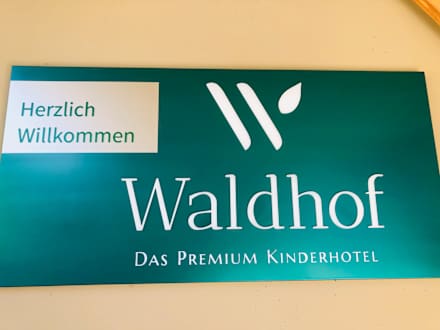 Herzlich
Willkommen
Waldhof
Das Premium Kinderhotel